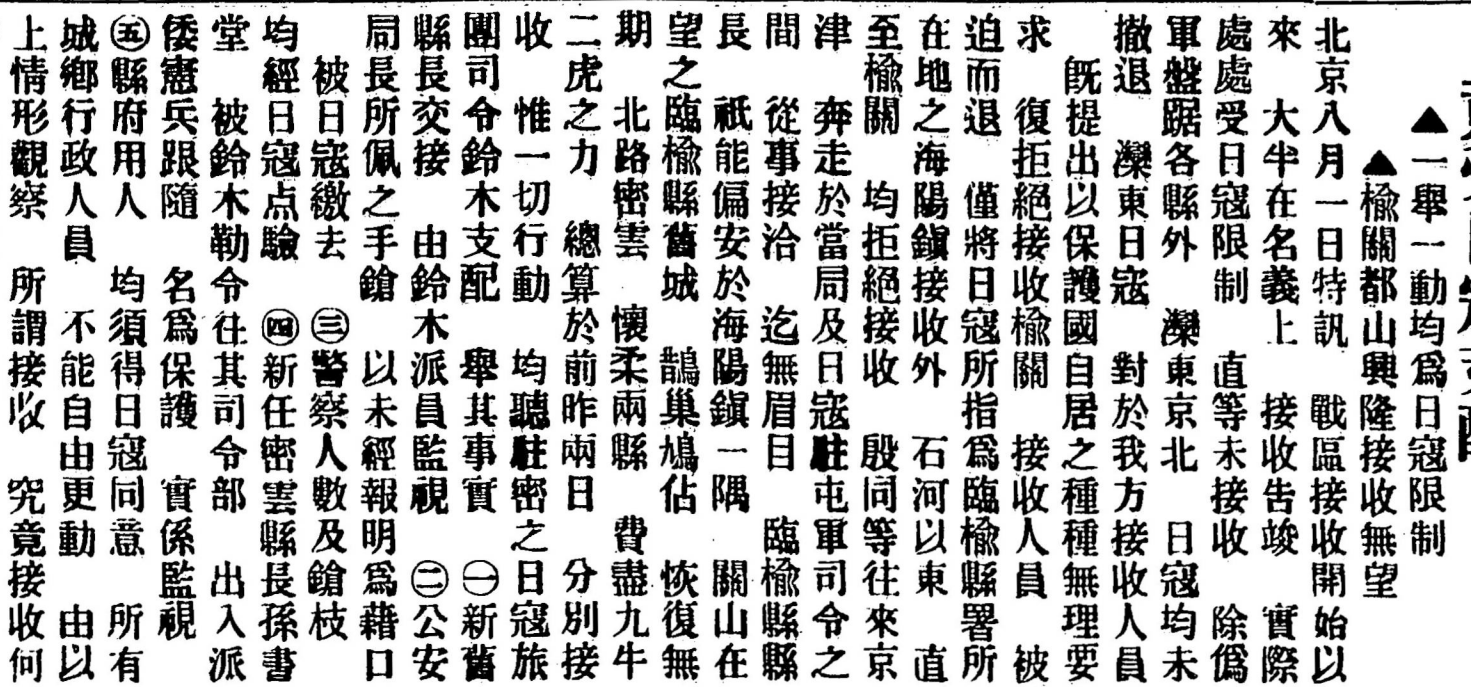 ▲一舉一動均爲日寇限制
▲榆關都山興隆接收無望
北京八月一日特訊　戰區接收開始以
來　大半在名義上　接收告竣　實際
處處受日寇限制　直等未接收　除僞
軍盤踞各縣外　灤東京北　日寇均未
撤退　灤東日寇　對於我方接收人員
旣提出以保護國自居之種種無理要
求　復拒絕接收榆關　接收人員　被
迫而退　僅將日寇所指爲臨榆縣署所
在地之海陽鎮接收外　石河以東　直
至榆關　均拒絕接收　殷同等往來京
津　奔走於當局及日寇駐屯軍司令之
間　從事接洽　迄無眉目　臨榆縣縣
長　祇能偏安於海陽鎮一隅　關山在
望之臨榆縣舊城　鵲巢鳩佔　恢復無
期　北路密雲　懷柔兩縣　費盡九牛
二虎之力　總算於前昨兩日　分別接
收　惟一切行動　均聽駐密之日寇旅
團司令鈴木支配　舉其事實　㊀新舊
縣長交接　由鈴木派員監視　㊁公安
局長所佩之手鎗　以未經報明爲藉口
被日寇繳去　㊂警察人數及鎗枝
均經日寇点驗　㊃新任密雲縣長孫書
堂　被鈴木勒令往其司令部　出入派
倭憲兵跟隨　名爲保護　實係監視
㊄縣府用人　均須得日寇同意　所有
城鄉行政人員　不能自由更動　由以
上情形觀察　所謂接收　究竟接收何